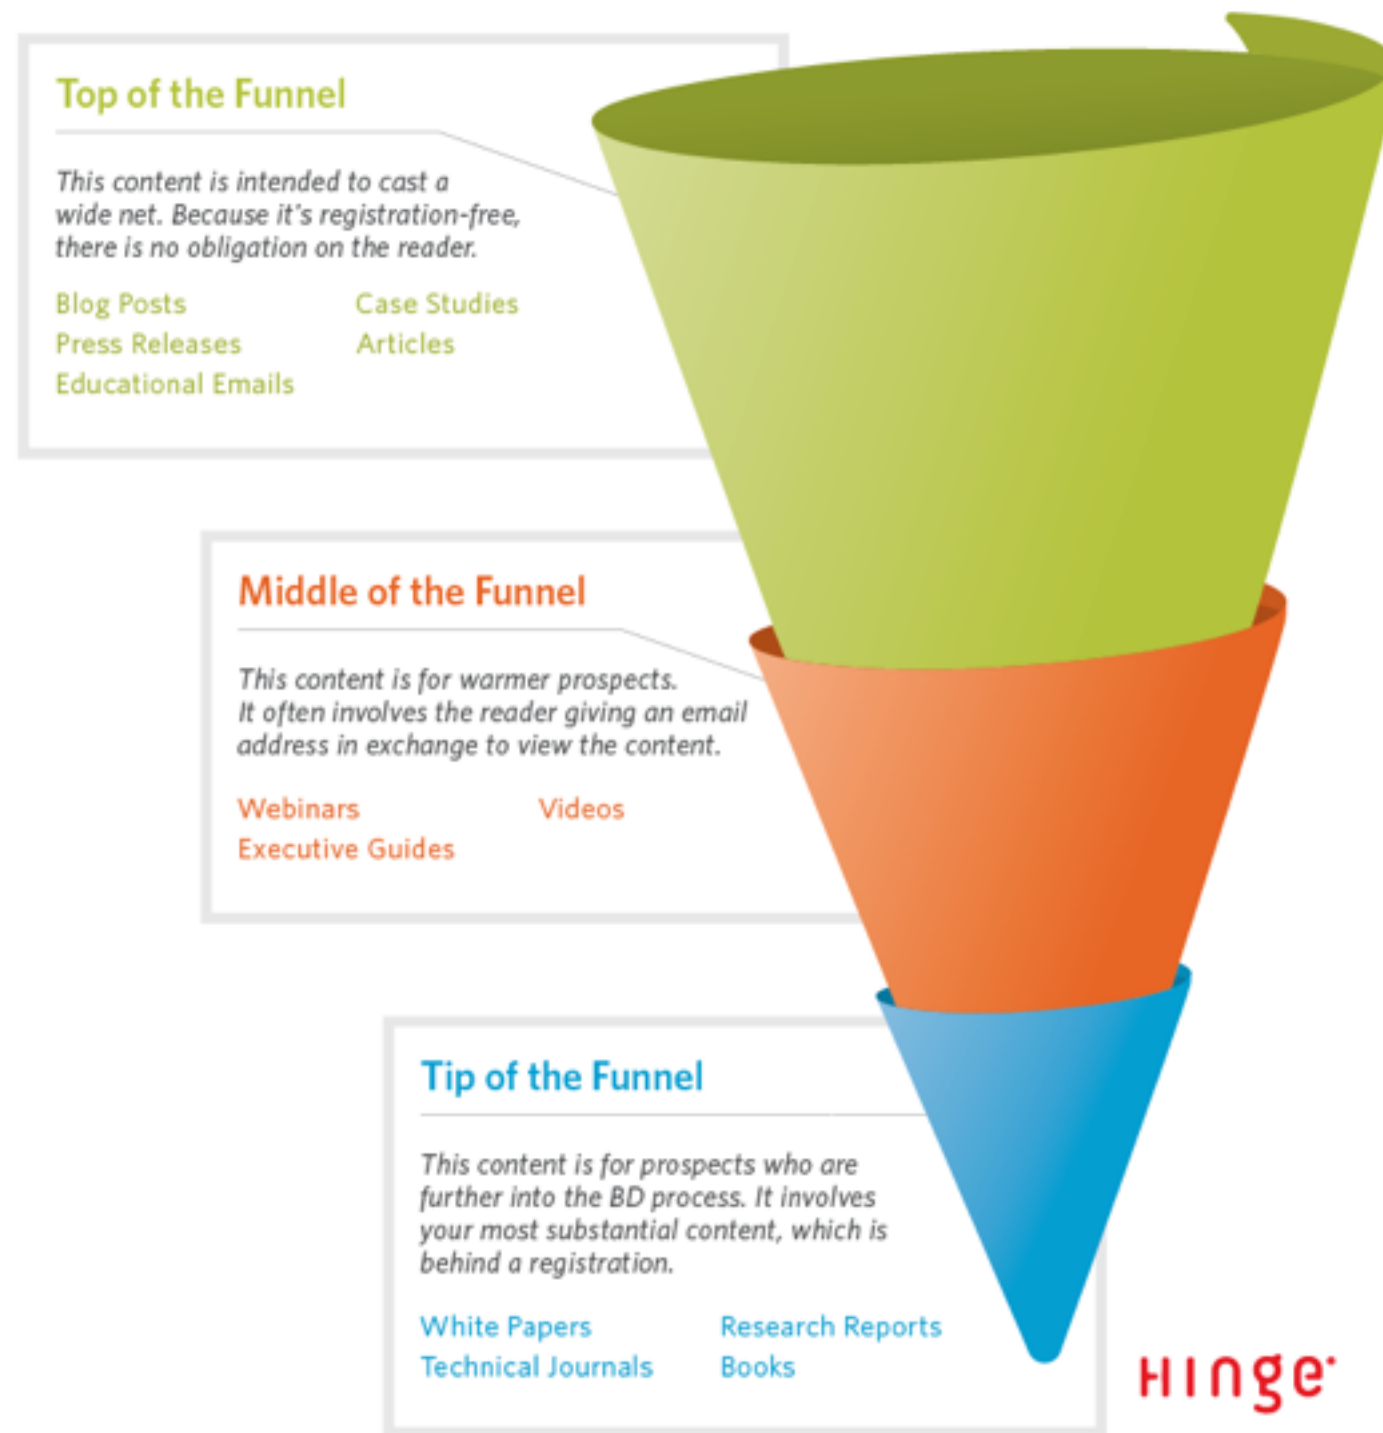 Top of the Funnel
This content is intended to cast a
wide net. Because it's registration-free,
there is no obligation on the reader.
Blog Posts
Case Studies
Press Releases
Articles
Educational Emails
Middle of the Funnel
This content is for warmer prospects.
It often involves the reader giving an email
address in exchange to view the content.
Webinars
Videos
Executive Guides
Tip of the Funnel
This content is for prospects who are
further into the BD process. It involves
your most substantial content, which is
behind a registration.
White Papers
Research Reports
Technical Journals
Books
Hinge